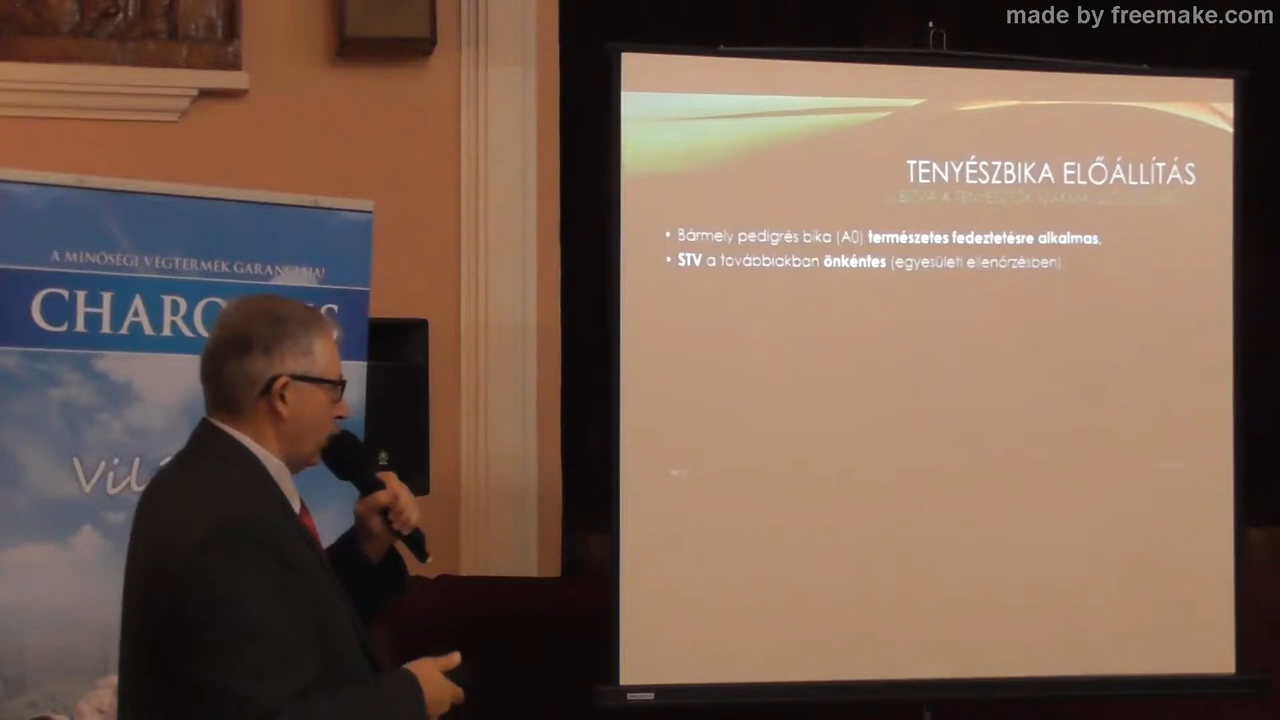 made by freemake.com
A MINŐSÉGI VÉGTERMÉK GARANCIÁJA!
TENYÉSZBIKA ELŐÁLLÍTÁS
• Bármely pedigrés bika (A0) természetes fedeztetésre alkalmas.
• STV a továbbiakban önkéntes (egyesületi ellenőrzésben)